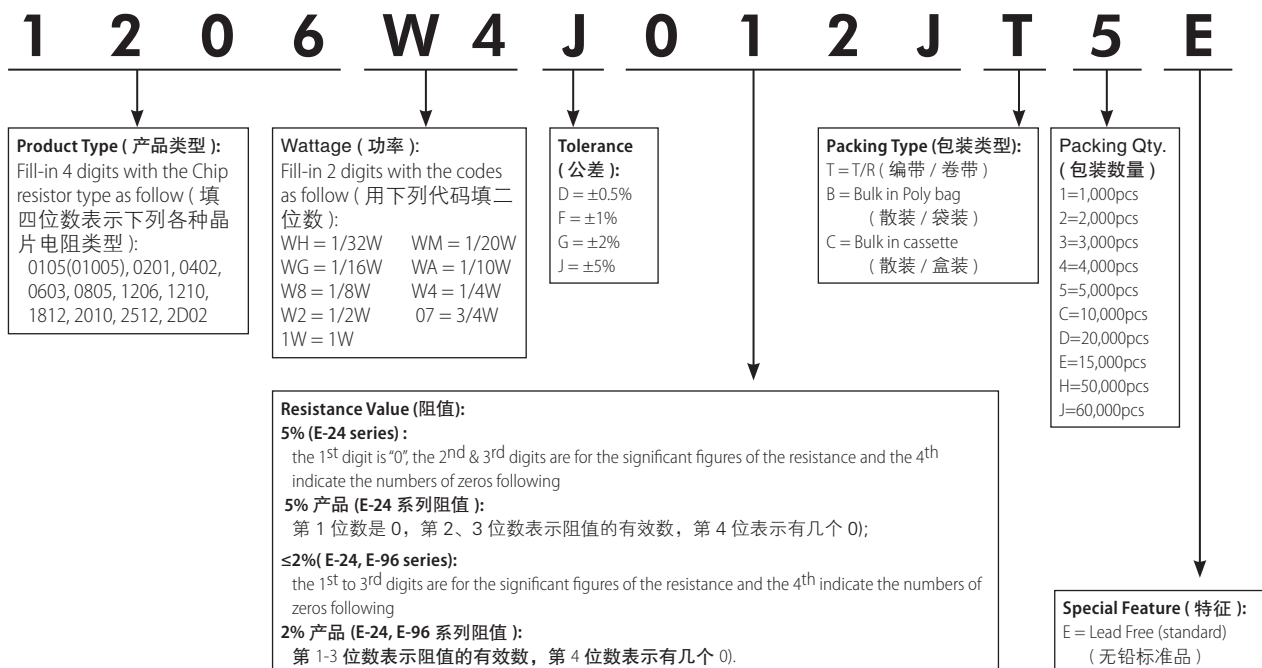 1206W4J012JT5E
Product Type ( 产品类型 ):
Fill-in 4 digits with the Chip
resistor type as follow ( 填
四位数表示下列各种晶
片电阻类型 ):
0105(01005), 0201, 0402,
0603, 0805, 1206, 1210,
1812, 2010, 2512, 2D02
Wattage ( 功率 ):
Fill-in 2 digits with the codes
as follow ( 用下列代码填二
位数 ):
WH = 1/32W WM = 1/20W
WG = 1/16W WA = 1/10W
W8 = 1/8W W4 = 1/4W
W2 = 1/2W 07 = 3/4W
1W = 1W
Tolerance
( 公差 ):
D = ±0.5%
F = ±1%
G = ±2%
J = ±5%
Packing Type (包装类型):
T = T/R ( 编带 / 卷带 )
B = Bulk in Poly bag
( 散装 / 袋装 )
C = Bulk in cassette
( 散装 / 盒装 )
Packing Qty.
( 包装数量 )
1=1,000pcs
2=2,000pcs
3=3,000pcs
4=4,000pcs
5=5,000pcs
C=10,000pcs
D=20,000pcs
E=15,000pcs
H=50,000pcs
J=60,000pcs
Resistance Value (阻值):
5% (E-24 series) :
the 1st digit is "0", the 2nd & 3rd digits are for the significant figures of the resistance and the 4th
indicate the numbers of zeros following
5% 产品 (E-24 系列阻值 ):
第 1 位数是 0，第 2、3 位数表示阻值的有效数，第 4 位表示有几个 0);
≤2%( E-24, E-96 series):
the 1st to 3rd digits are for the significant figures of the resistance and the 4th indicate the numbers of
zeros following
2% 产品 (E-24, E-96 系列阻值 ):
第 1-3 位数表示阻值的有效数，第 4 位数表示有几个 0).
Special Feature ( 特征 ):
E = Lead Free (standard)
( 无铅标准品 )